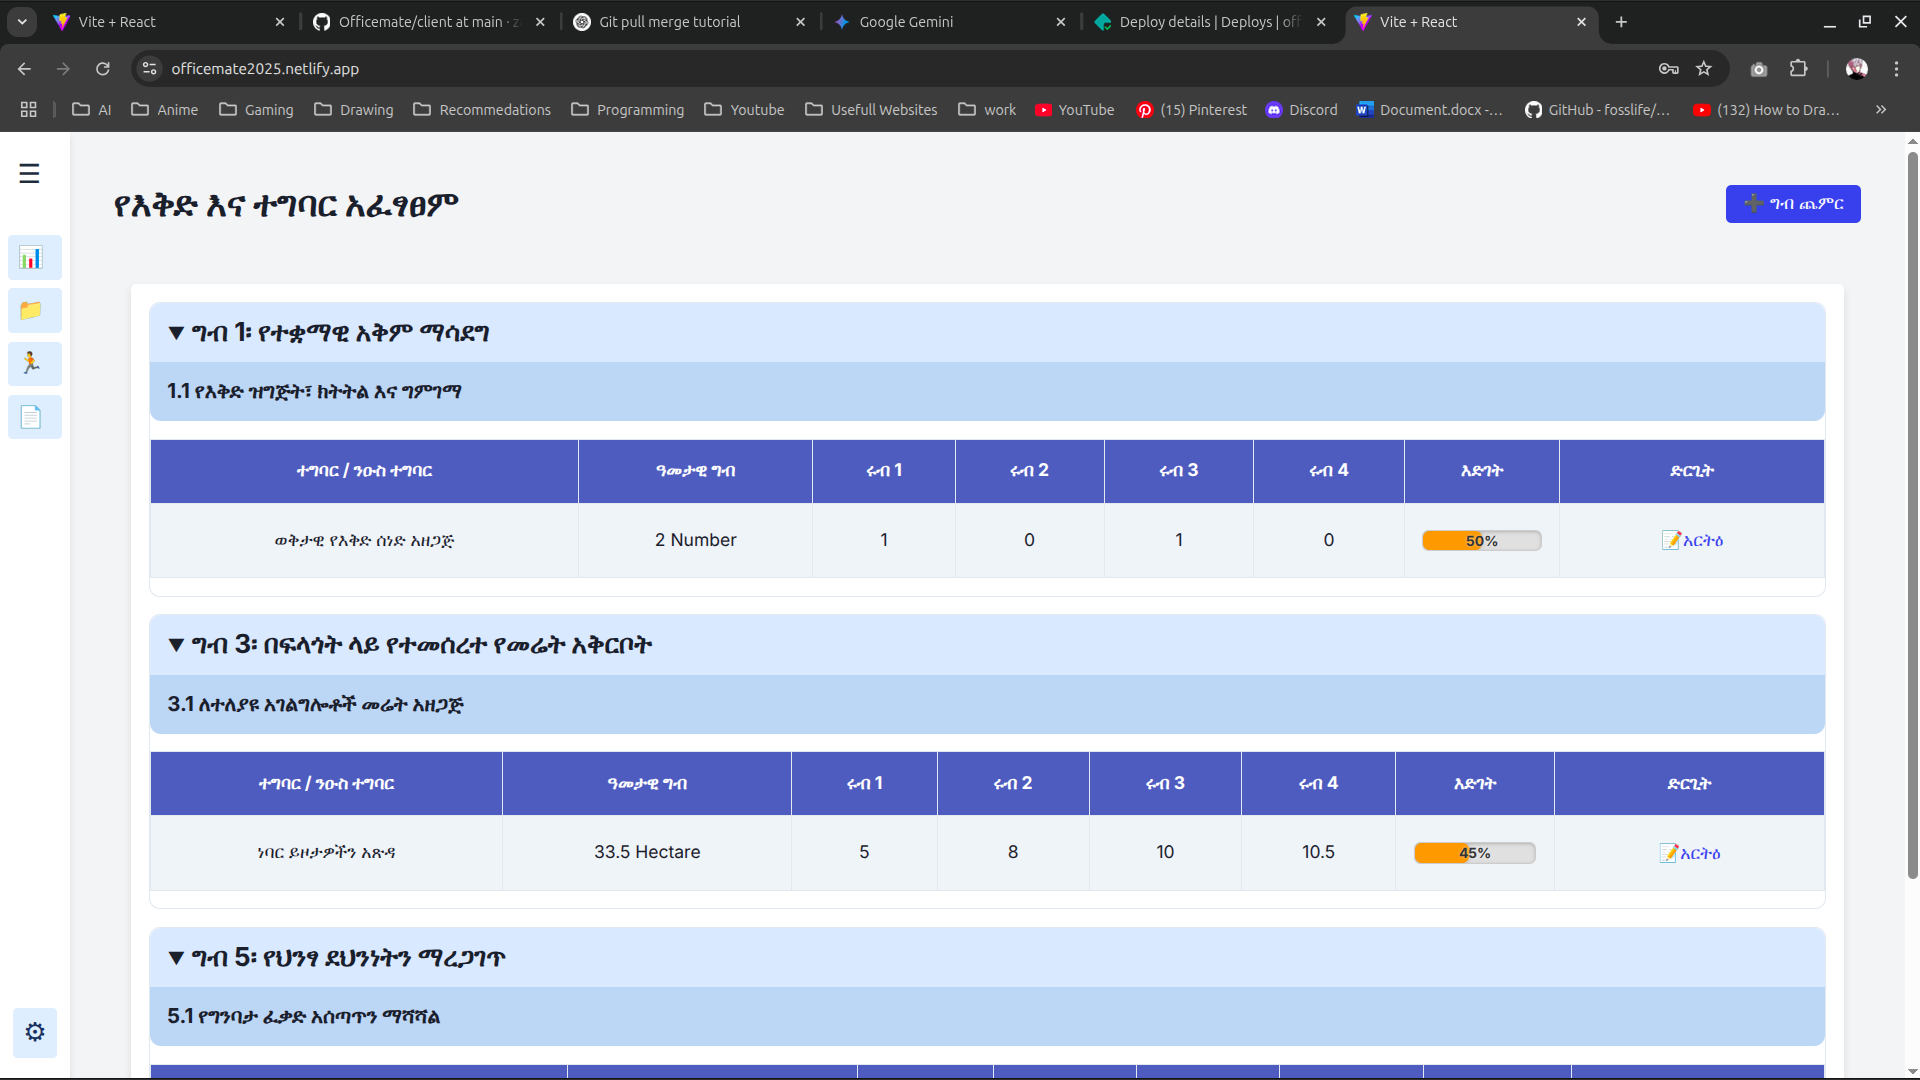 Vite + React
Officemate/client at main · z
Git pull merge tutorial
Google Gemini
Deploy details | Deploys | off
Vite + React
officemate2025.netlify.app
AI
Anime
Gaming
Drawing
Recommedations
Programming
Youtube
Usefull Websites
work
YouTube
(15) Pinterest
Discord
Document.docx -...
GitHub - fosslife/...
(132) How to Dra...
የእቅድ እና ተግባር አፈፃፀም
➕ ግብ ጨምር
▼ ግብ 1፡ የተቋማዊ አቅም ማሳደግ
1.1 የእቅድ ዝግጅት፣ ክትትል እና ግምገማ
ተግባር / ንዑስ ተግባር ዓመታዊ ግብ ሩብ 1 ሩብ 2 ሩብ 3 ሩብ 4 እድገት ድርጊት
ወቅታዊ የእቅድ ሰነድ አዘጋጅ 2 Number 1 0 1 0 50% 📝አርትዕ
▼ ግብ 3፡ በፍላጎት ላይ የተመሰረተ የመሬት አቅርቦት
3.1 ለተለያዩ አገልግሎቶች መሬት አዘጋጅ
ተግባር / ንዑስ ተግባር ዓመታዊ ግብ ሩብ 1 ሩብ 2 ሩብ 3 ሩብ 4 እድገት ድርጊት
ነባር ይዞታዎችን አጽዳ 33.5 Hectare 5 8 10 10.5 45% 📝አርትዕ
▼ ግብ 5፡ የህንፃ ደህንነትን ማረጋገጥ
5.1 የግንባታ ፈቃድ አሰጣጥን ማሻሻል